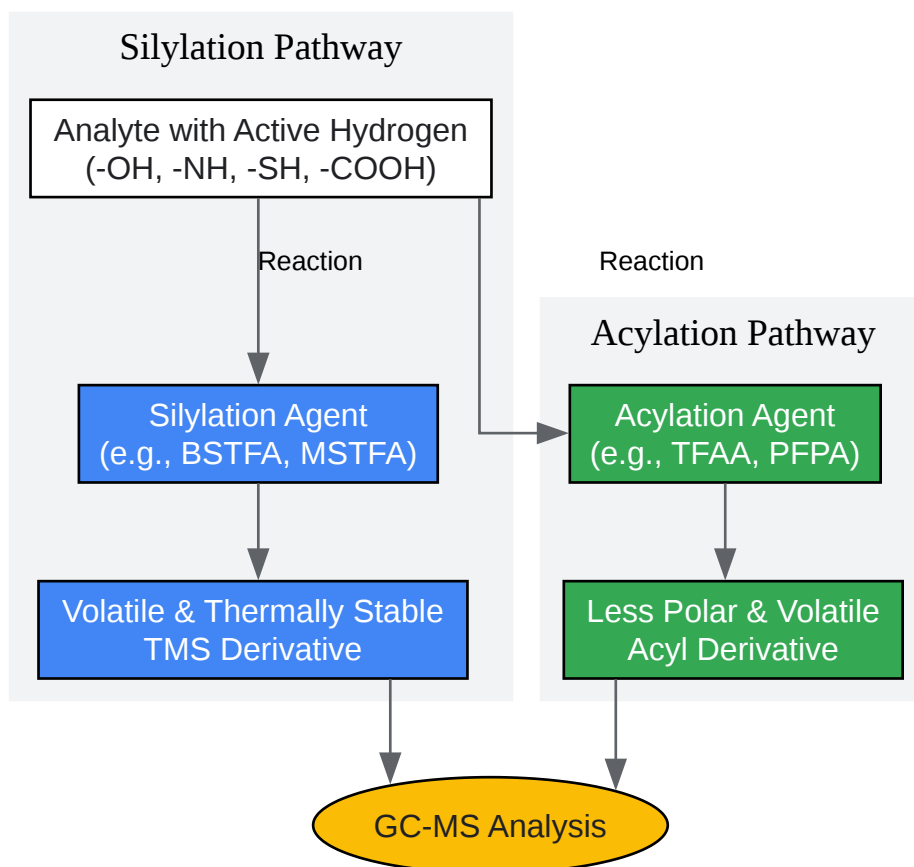 Silylation Pathway
Analyte with Active Hydrogen
(-OH, -NH, -SH, -COOH)
Reaction
Reaction
Acylation Pathway
Silylation Agent
(e.g., BSTFA, MSTFA)
Acylation Agent
(e.g., TFAA, PFPA)
Volatile & Thermally Stable
TMS Derivative
Less Polar & Volatile
Acyl Derivative
GC-MS Analysis